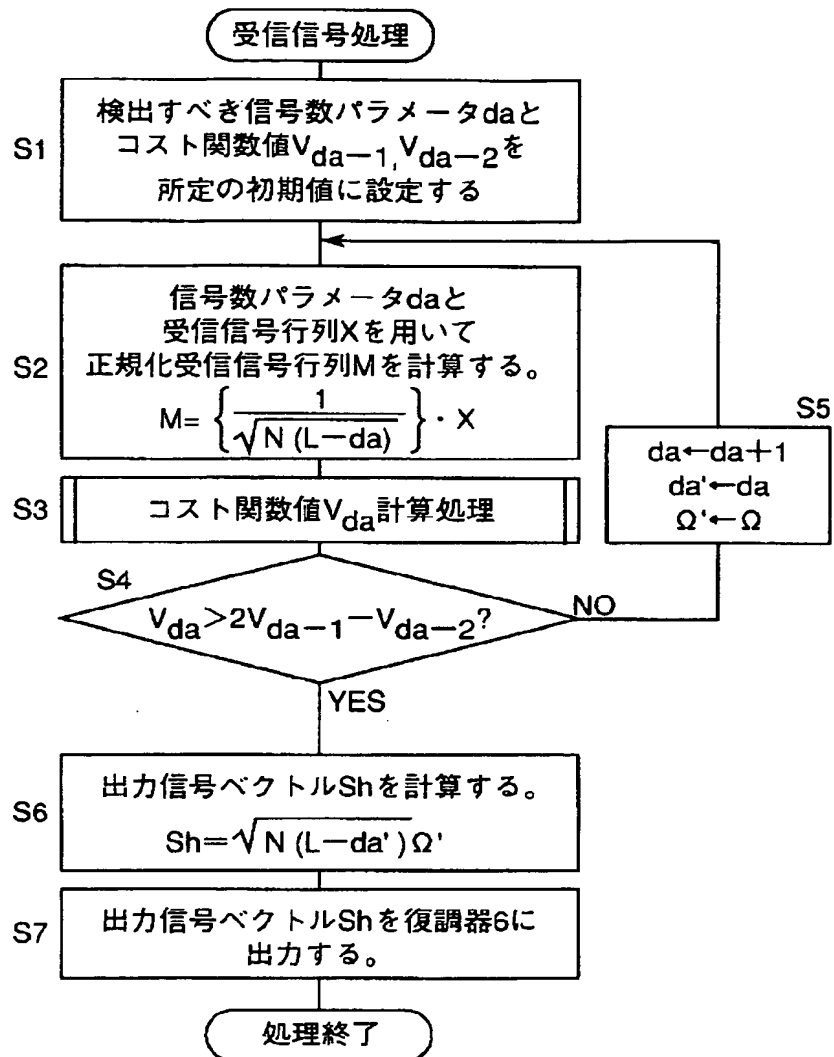 受信信号処理
S1
検出すべき信号数パラメータdaと
コスト関数値Vda-1,Vda-2を
所定の初期値に設定する
S2
信号数パラメータdaと
受信信号行列Xを用いて
正規化受信信号行列Mを計算する。
M={1/√N(L-da)}・X
S5
da←da+1
da'←da
Ω'←Ω
S3
コスト関数値Vda計算処理
S4
Vda>2Vda-1-Vda-2?
NO
YES
S6
出力信号ベクトルShを計算する。
Sh=√N(L-da')Ω'
S7
出力信号ベクトルShを復調器6に
出力する。
処理終了